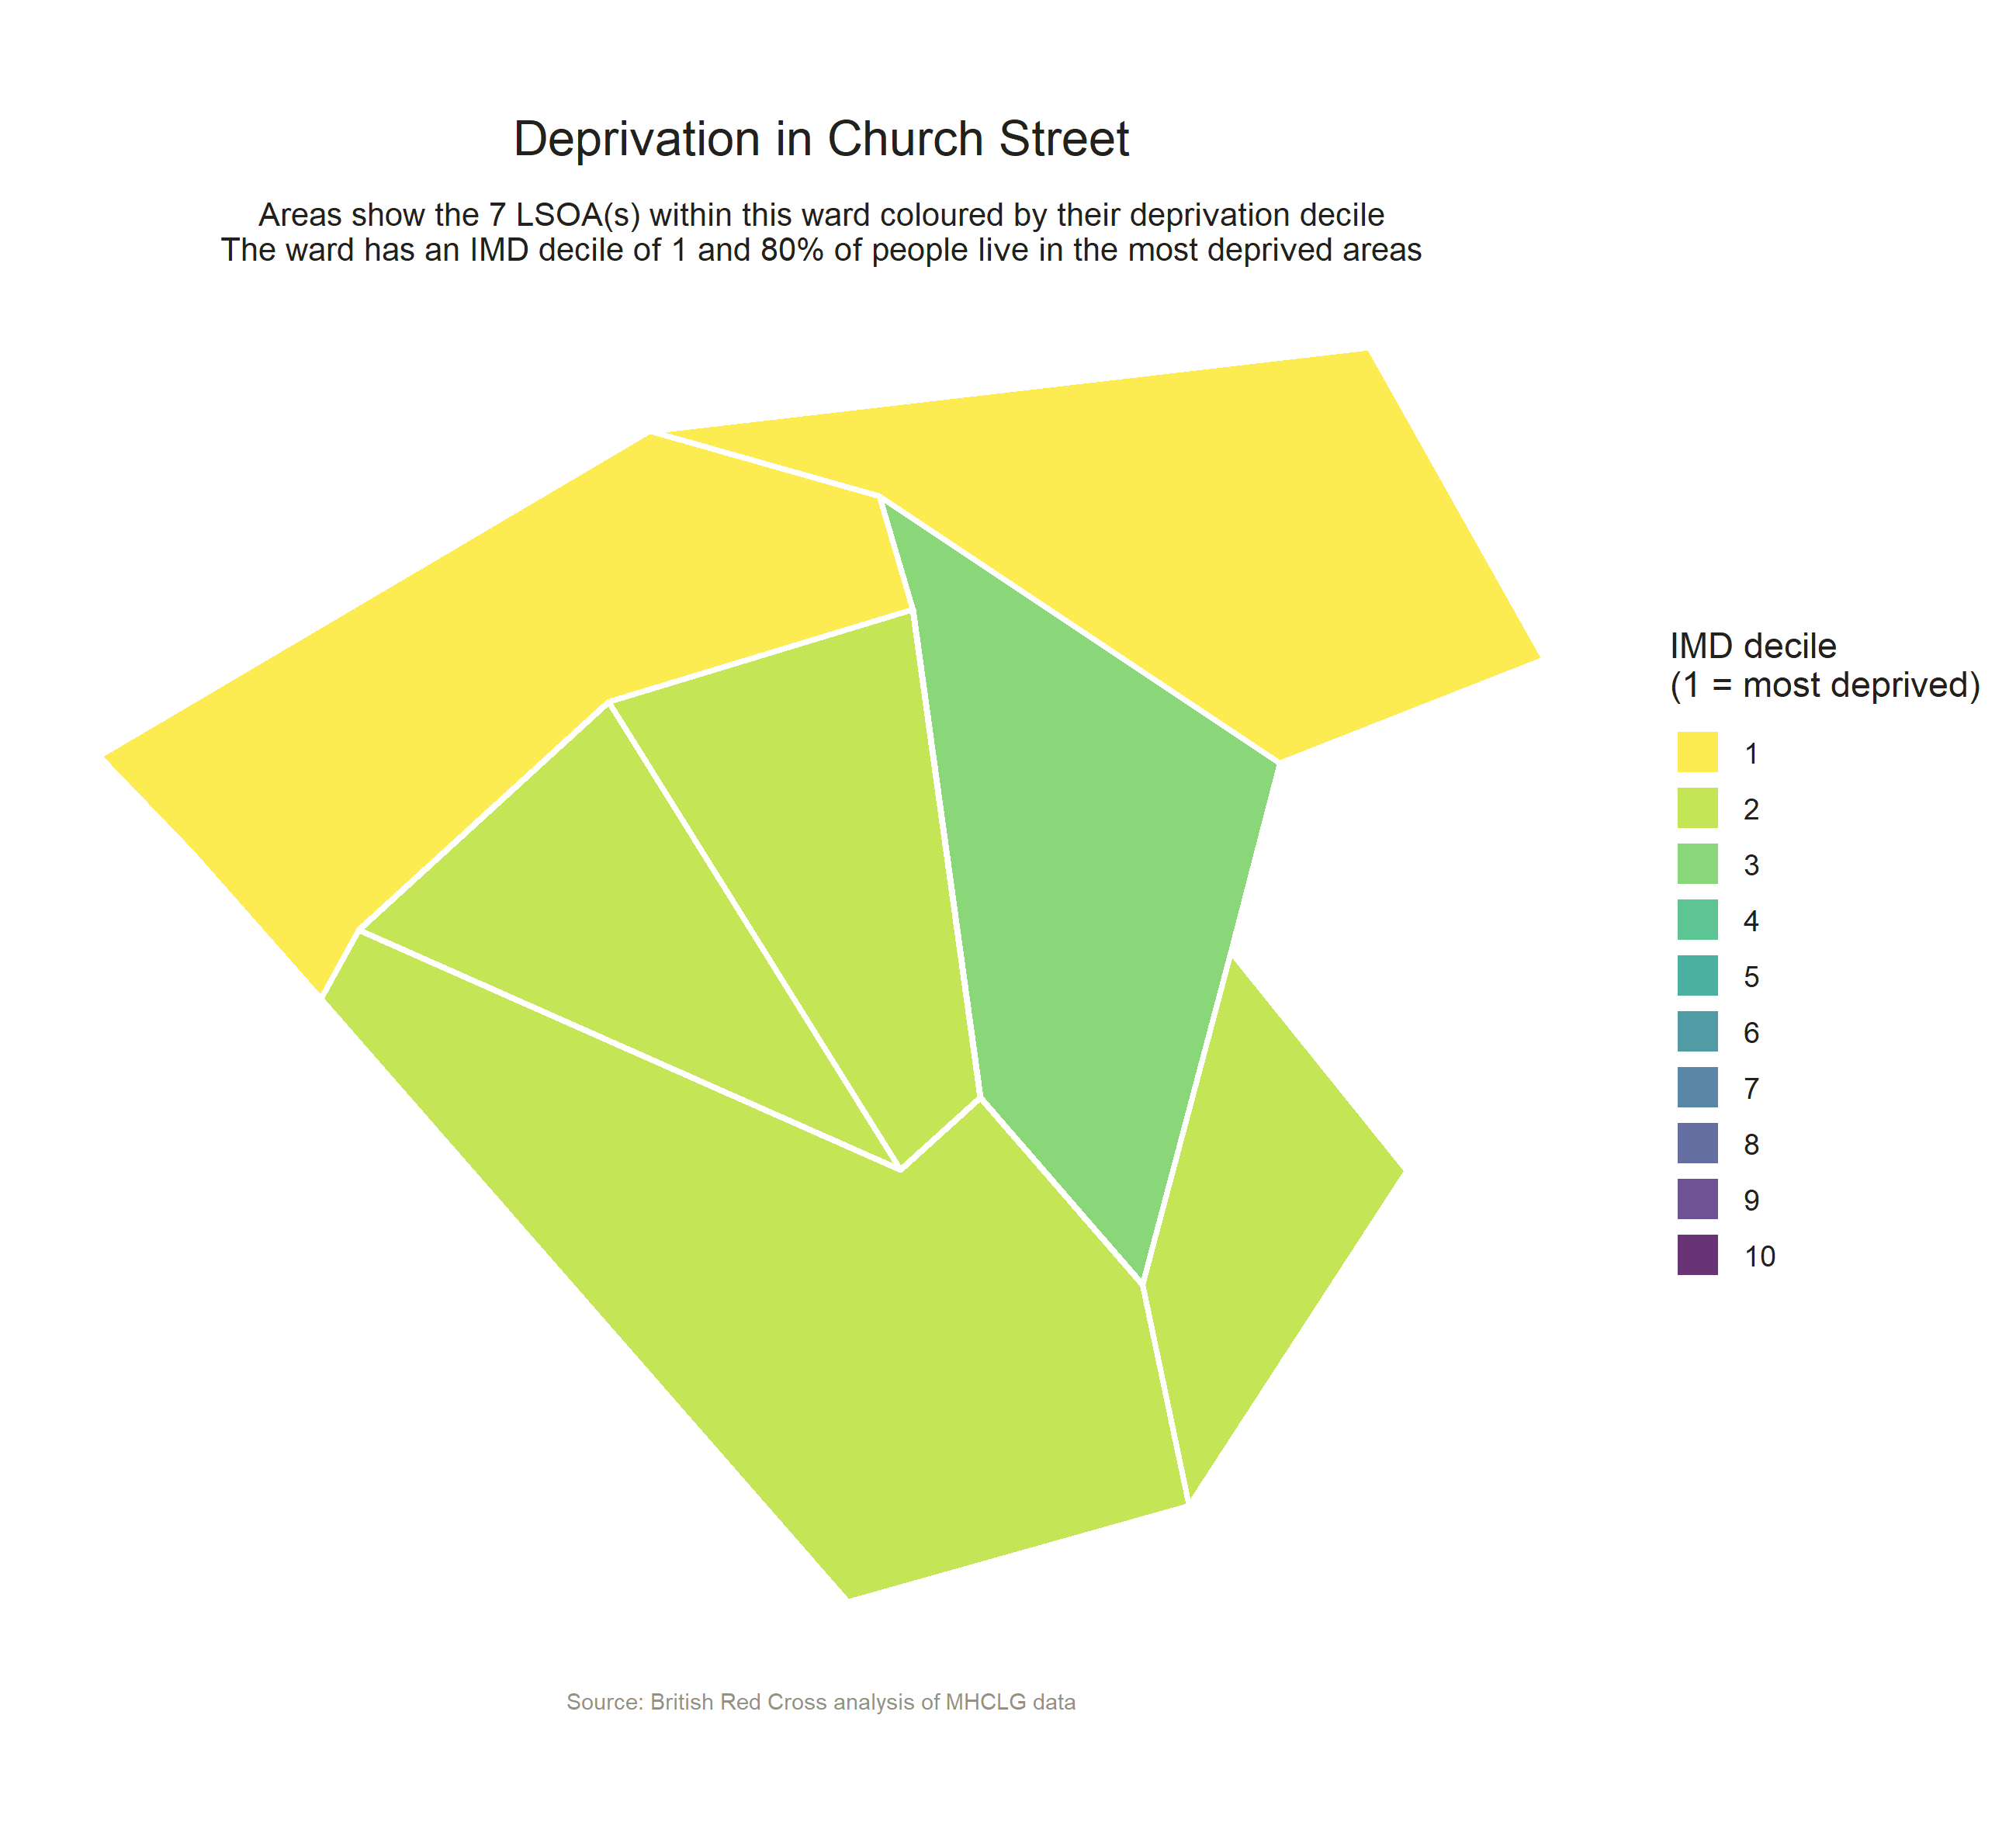 Deprivation in Church Street
Areas show the 7 LSOA(s) within this ward coloured by their deprivation decile
The ward has an IMD decile of 1 and 80% of people live in the most deprived areas
IMD decile
(1 = most deprived)
1
2
3
4
5
6
7
8
9
10
Source: British Red Cross analysis of MHCLG data